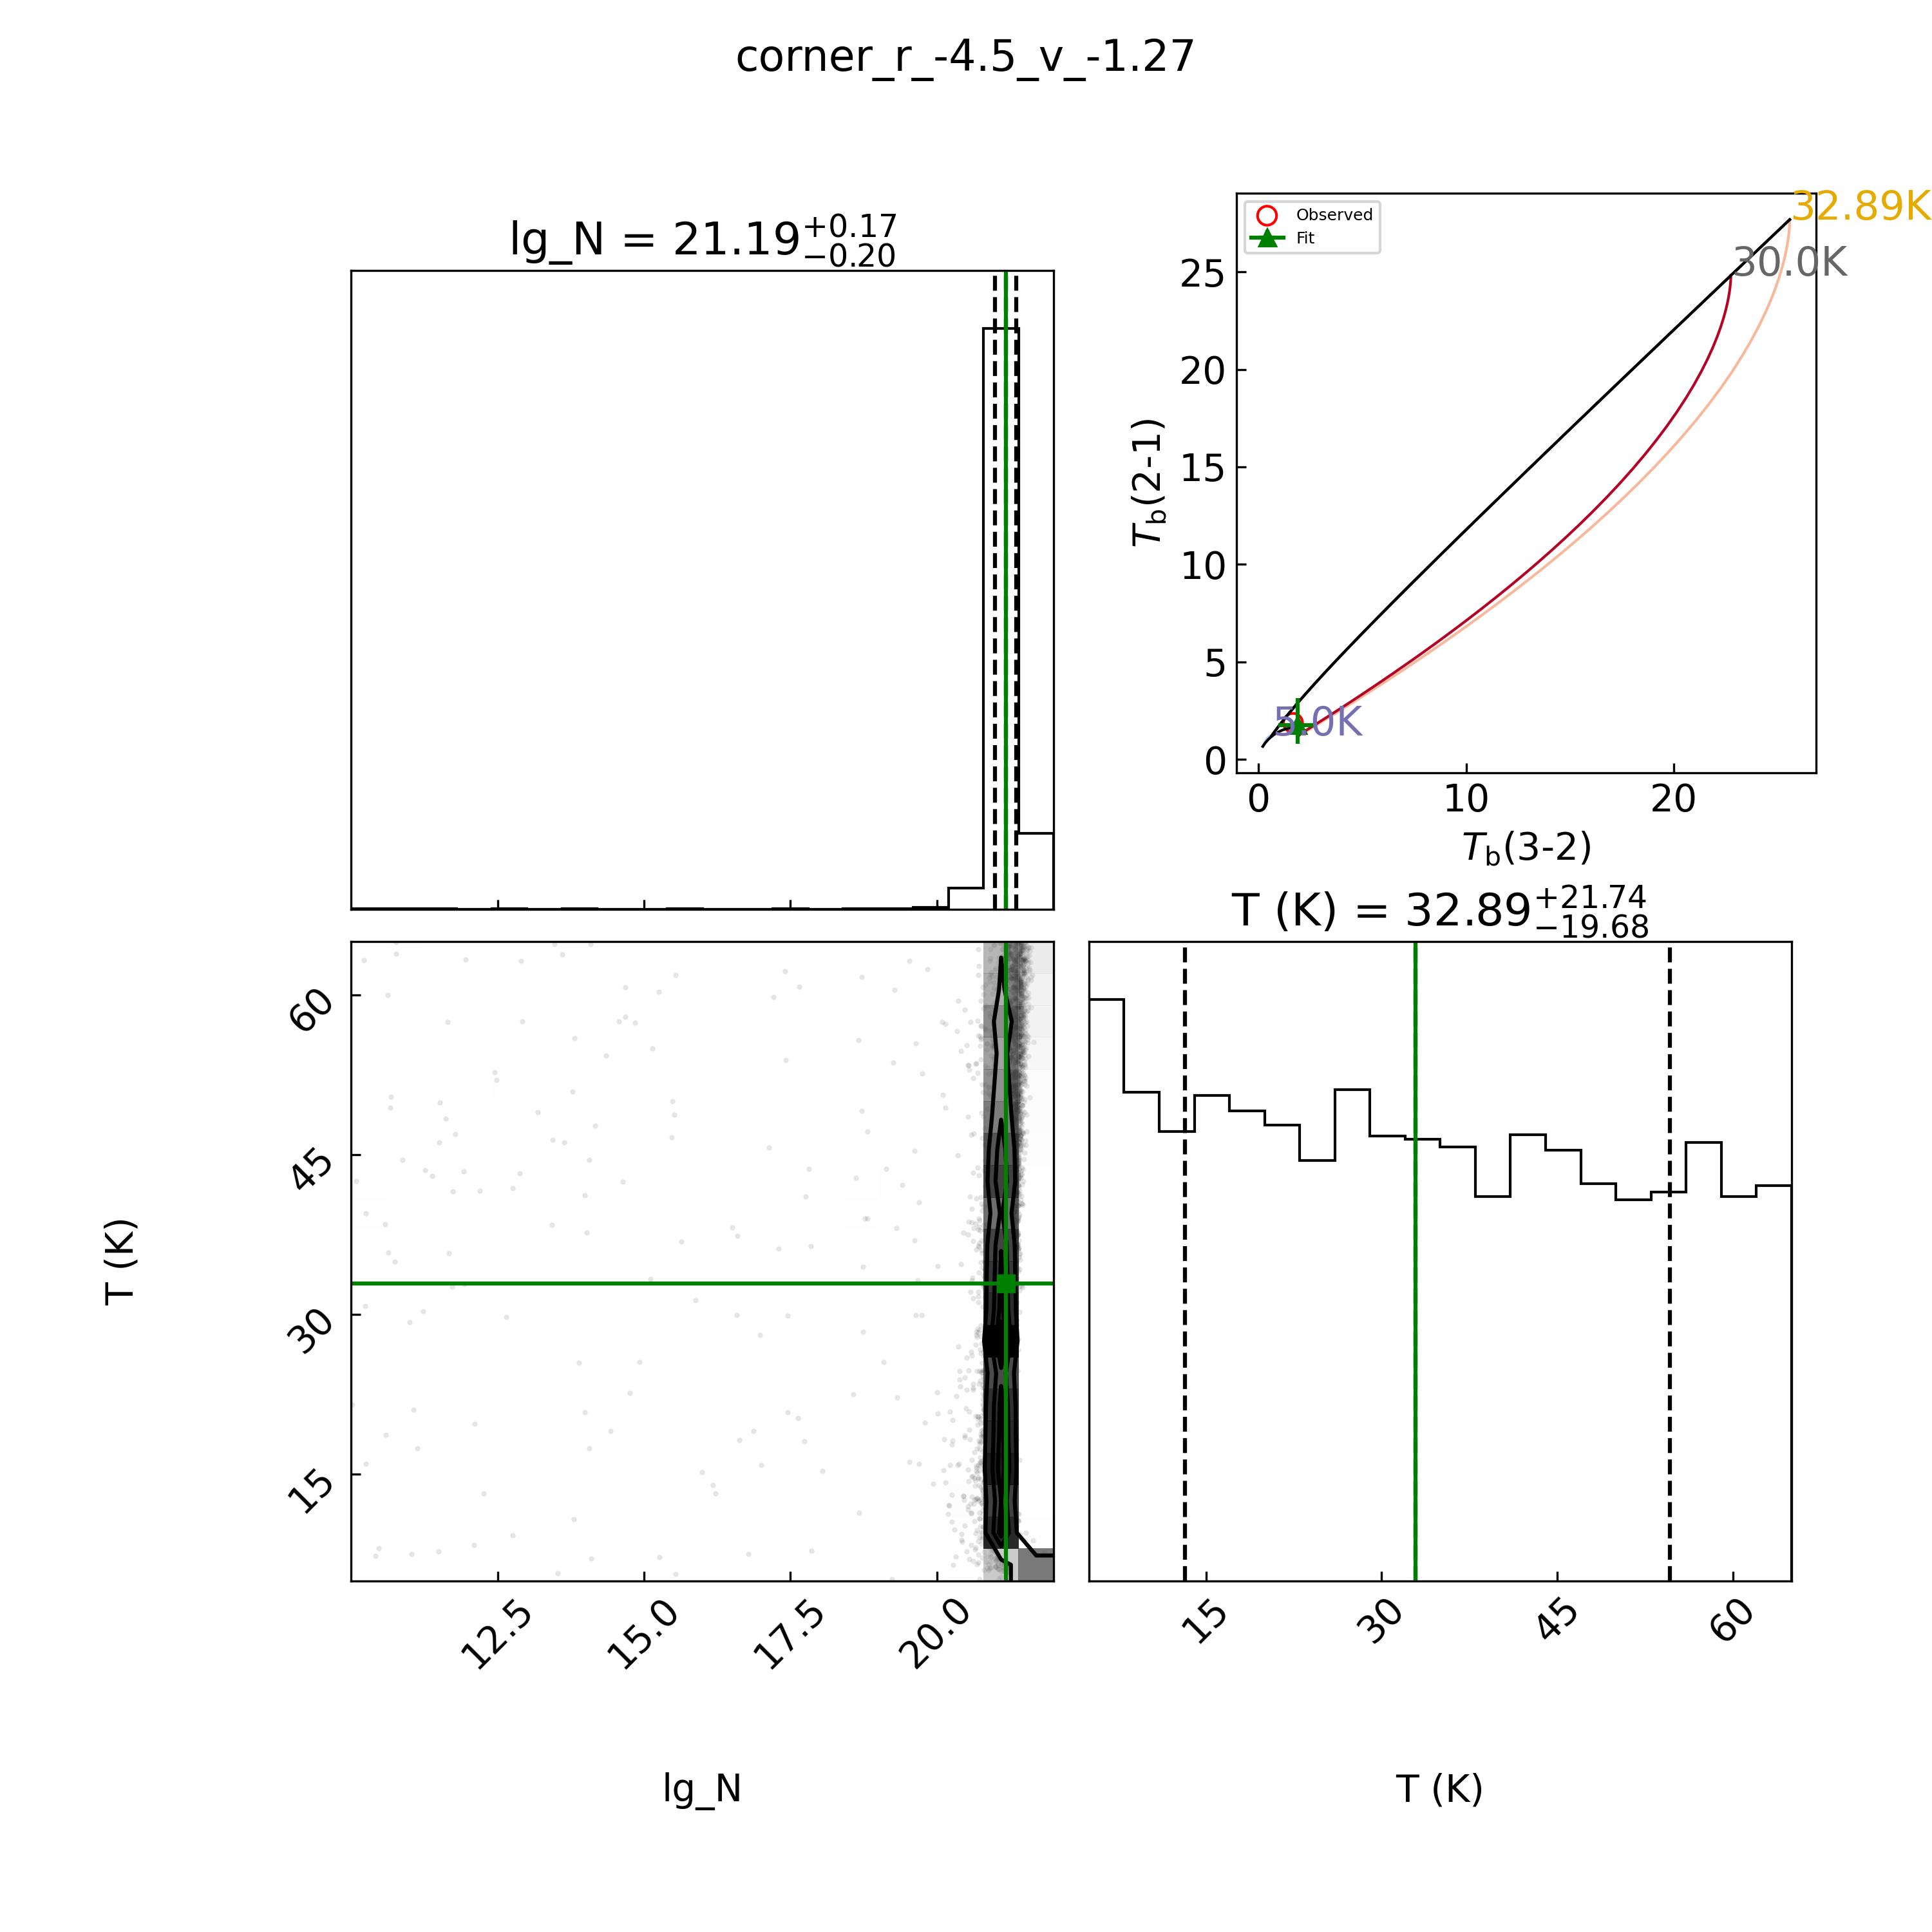 corner_r_-4.5_v_-1.27
lg_N = 21.19+0.17−0.20
Observed
Fit
32.89K
30.0K
5.0K
25
20
15
10
5
0
Tb(2-1)
0 10 20
Tb(3-2)
T (K) = 32.89+21.74−19.68
60
45
30
15
T (K)
12.5 15.0 17.5 20.0
lg_N
15 30 45 60
T (K)